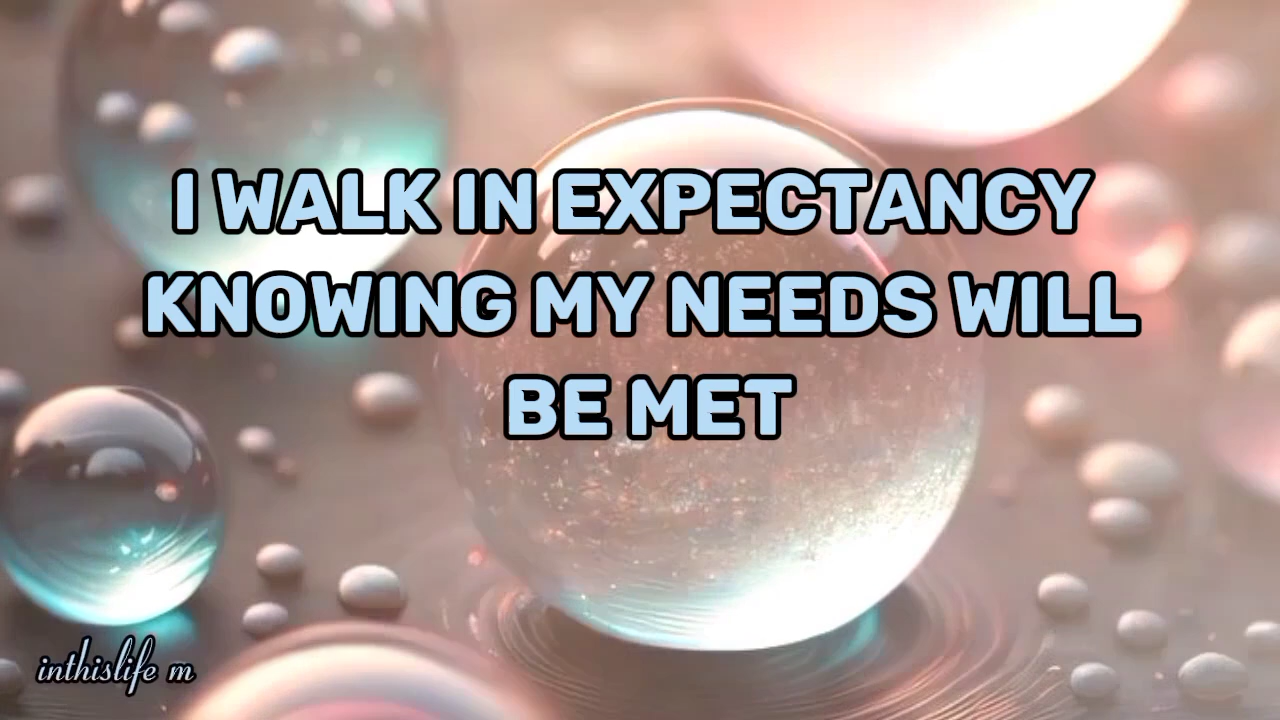 I WALK IN EXPECTANCY
KNOWING MY NEEDS WILL
BE MET
inthislife m